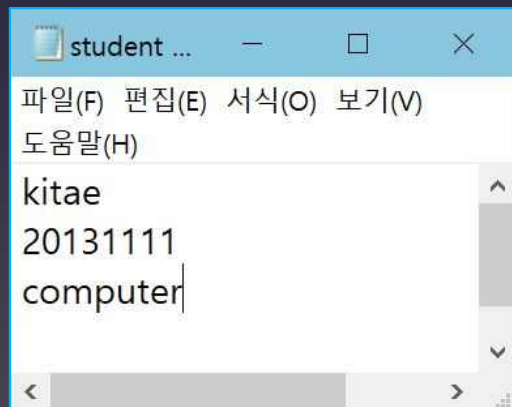 student ...
파일(F) 편집(E) 서식(O) 보기(V)
도움말(H)
kitae
20131111
computer